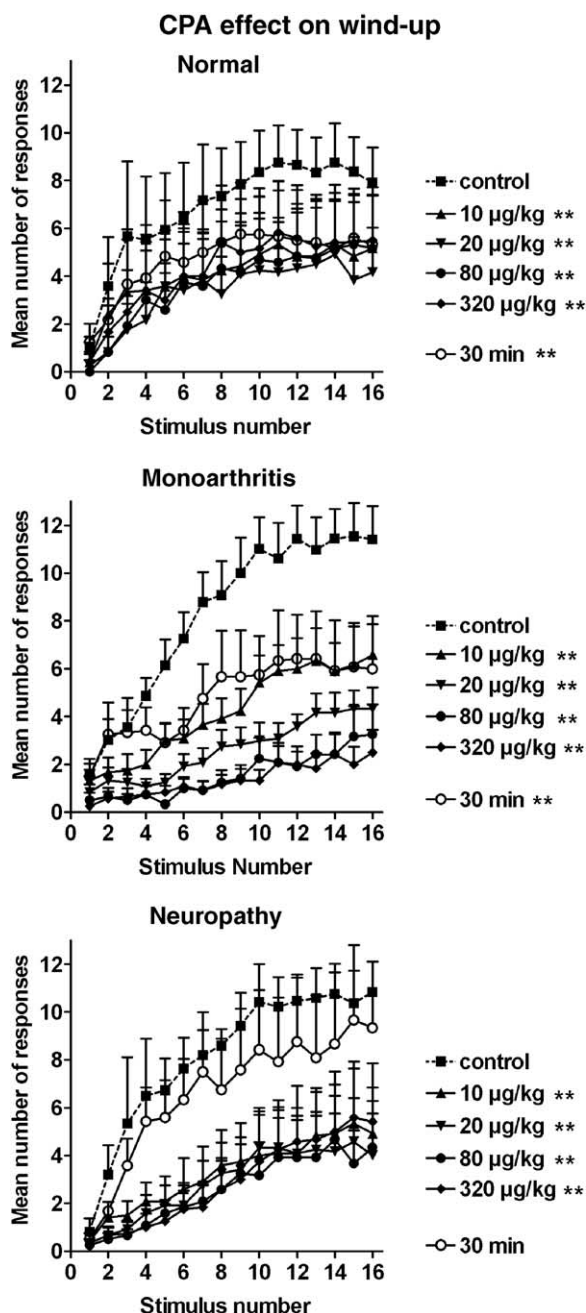 CPA effect on wind-up
Normal
Mean number of responses
12
10
8
6
4
2
0
0 2 4 6 8 10 12 14 16
Stimulus number
control
10 µg/kg **
20 µg/kg **
80 µg/kg **
320 µg/kg **
30 min **
Monoarthritis
Mean number of responses
12
10
8
6
4
2
0
0 2 4 6 8 10 12 14 16
Stimulus Number
control
10 µg/kg **
20 µg/kg **
80 µg/kg **
320 µg/kg **
30 min **
Neuropathy
Mean number of responses
12
10
8
6
4
2
0
0 2 4 6 8 10 12 14 16
Stimulus number
control
10 µg/kg **
20 µg/kg **
80 µg/kg **
320 µg/kg **
30 min